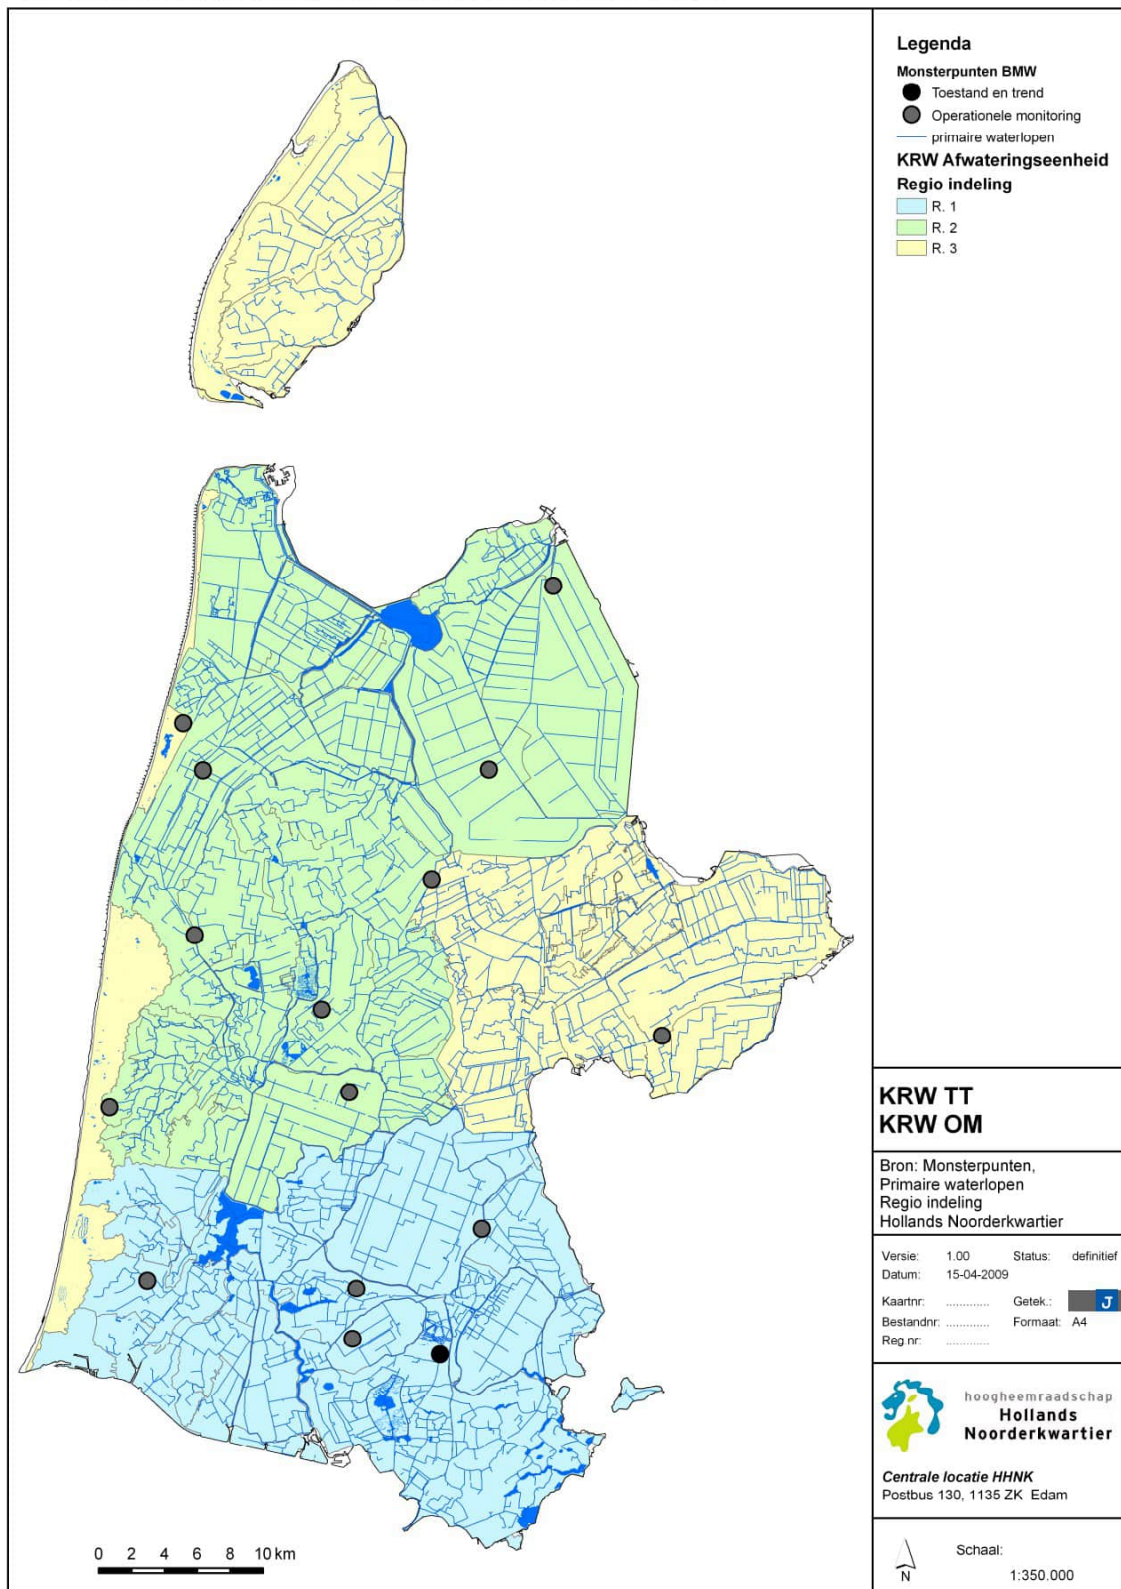 Legenda
Monsterpunten BMW
Toestand en trend
Operationele monitoring
primaire waterlopen
KRW Afwateringseenheid
Regio indeling
R. 1
R. 2
R. 3
KRW TT
KRW OM
Bron: Monsterpunten,
Primaire waterlopen
Regio indeling
Hollands Noorderkwartier
Versie: 1.00 Status: definitief
Datum: 15-04-2009
Kaartnr: ............. Getek.: J
Bestandnr: ............. Formaat: A4
Reg.nr: .............
hoogheemraadschap
Hollands
Noorderkwartier
Centrale locatie HHNK
Postbus 130, 1135 ZK Edam
0 2 4 6 8 10 km
N
Schaal:
1:350.000